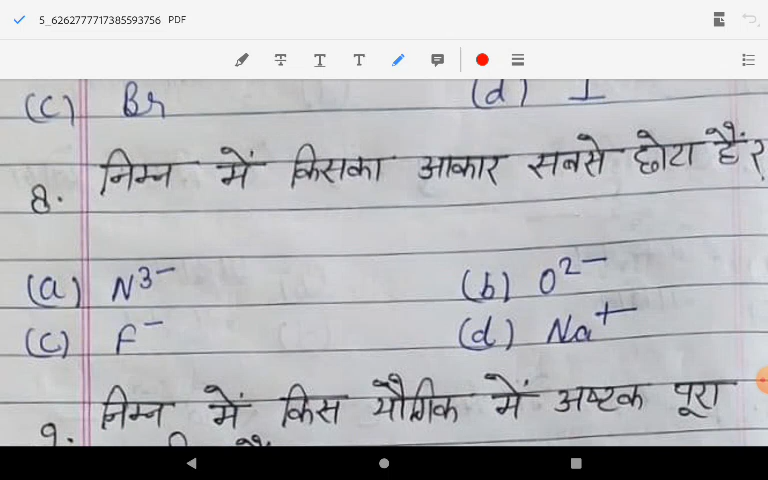 5_6262777717385593756 PDF
T T T
(c) Br (d) I
8. निम्न में किसका आकार सबसे छोटा हैं?
(a) N³⁻ (b) O²⁻
(c) F⁻ (d) Na⁺
9. निम्न में किस यौगिक में अष्टक पूरा